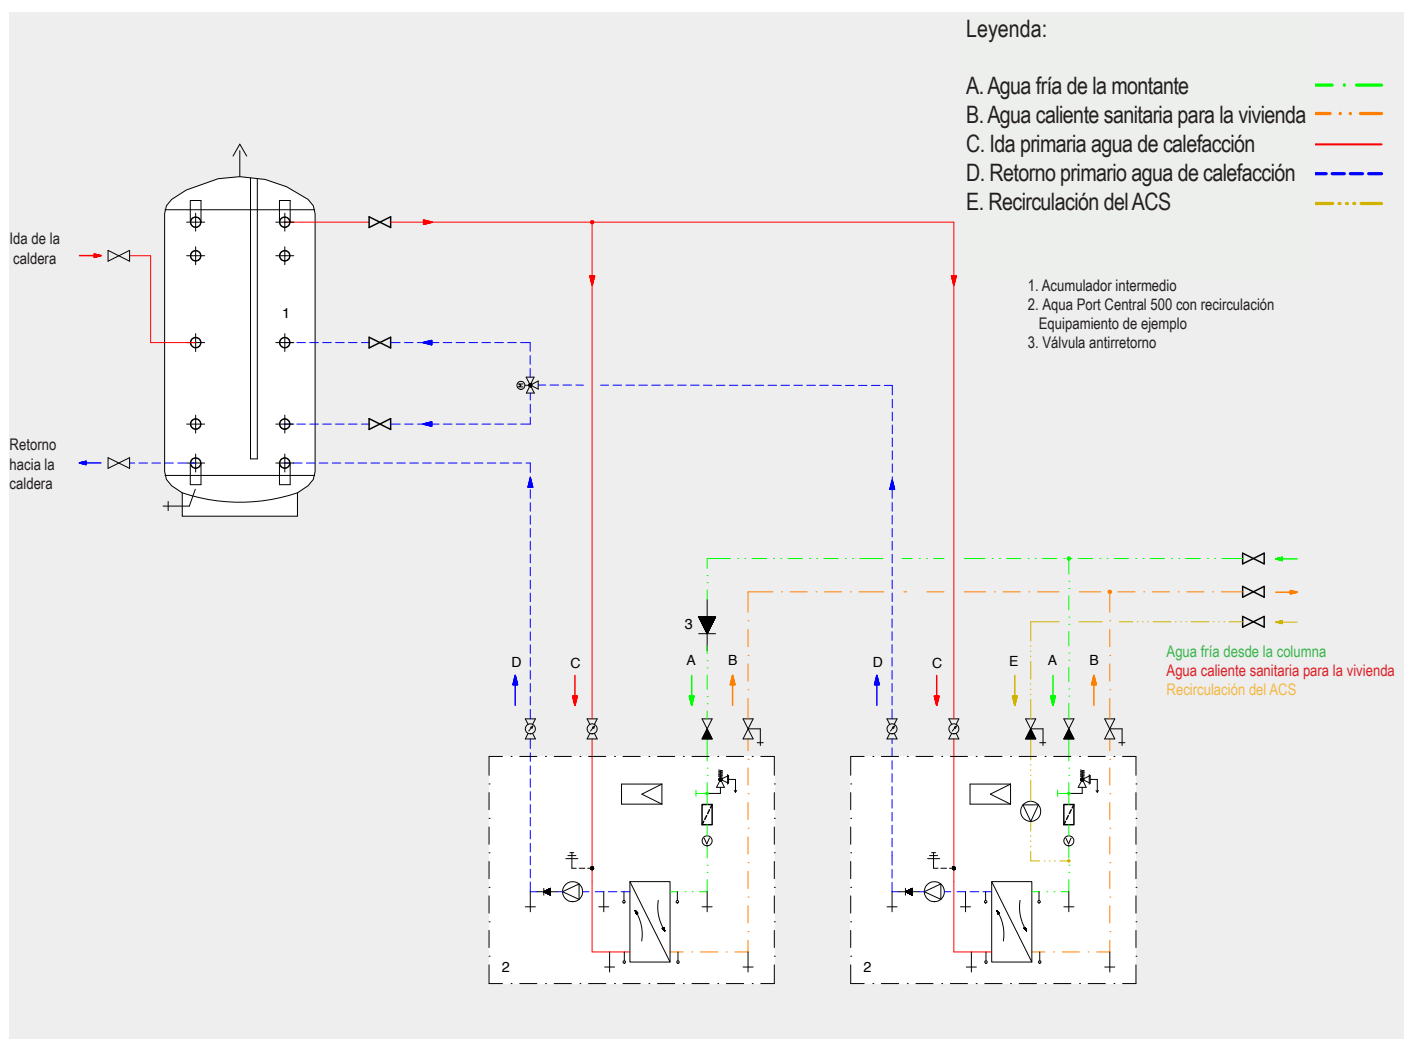 Leyenda:
A. Agua fría de la montante
B. Agua caliente sanitaria para la vivienda
C. Ida primaria agua de calefacción
D. Retorno primario agua de calefacción
E. Recirculación del ACS
Ida de la
caldera
1. Acumulador intermedio
2. Aqua Port Central 500 con recirculación
Equipamiento de ejemplo
3. Válvula antirretorno
1
Retorno
hacia la
caldera
3
Agua fría desde la columna
Agua caliente sanitaria para la vivienda
Recirculación del ACS
D C A B D C E A B
V V
2 2